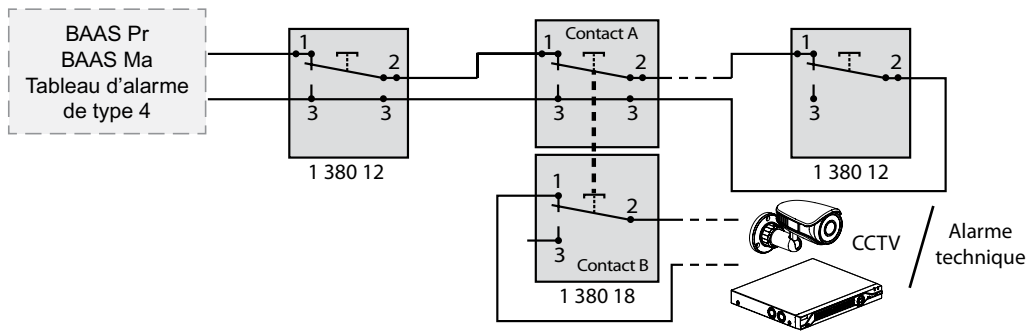 BAAS Pr
BAAS Ma
Tableau d'alarme
de type 4
1
2
3
3
1 380 12
Contact A
1
2
3
3
1
2
3
1 380 12
1
2
3
Contact B
1 380 18
CCTV
Alarme
technique